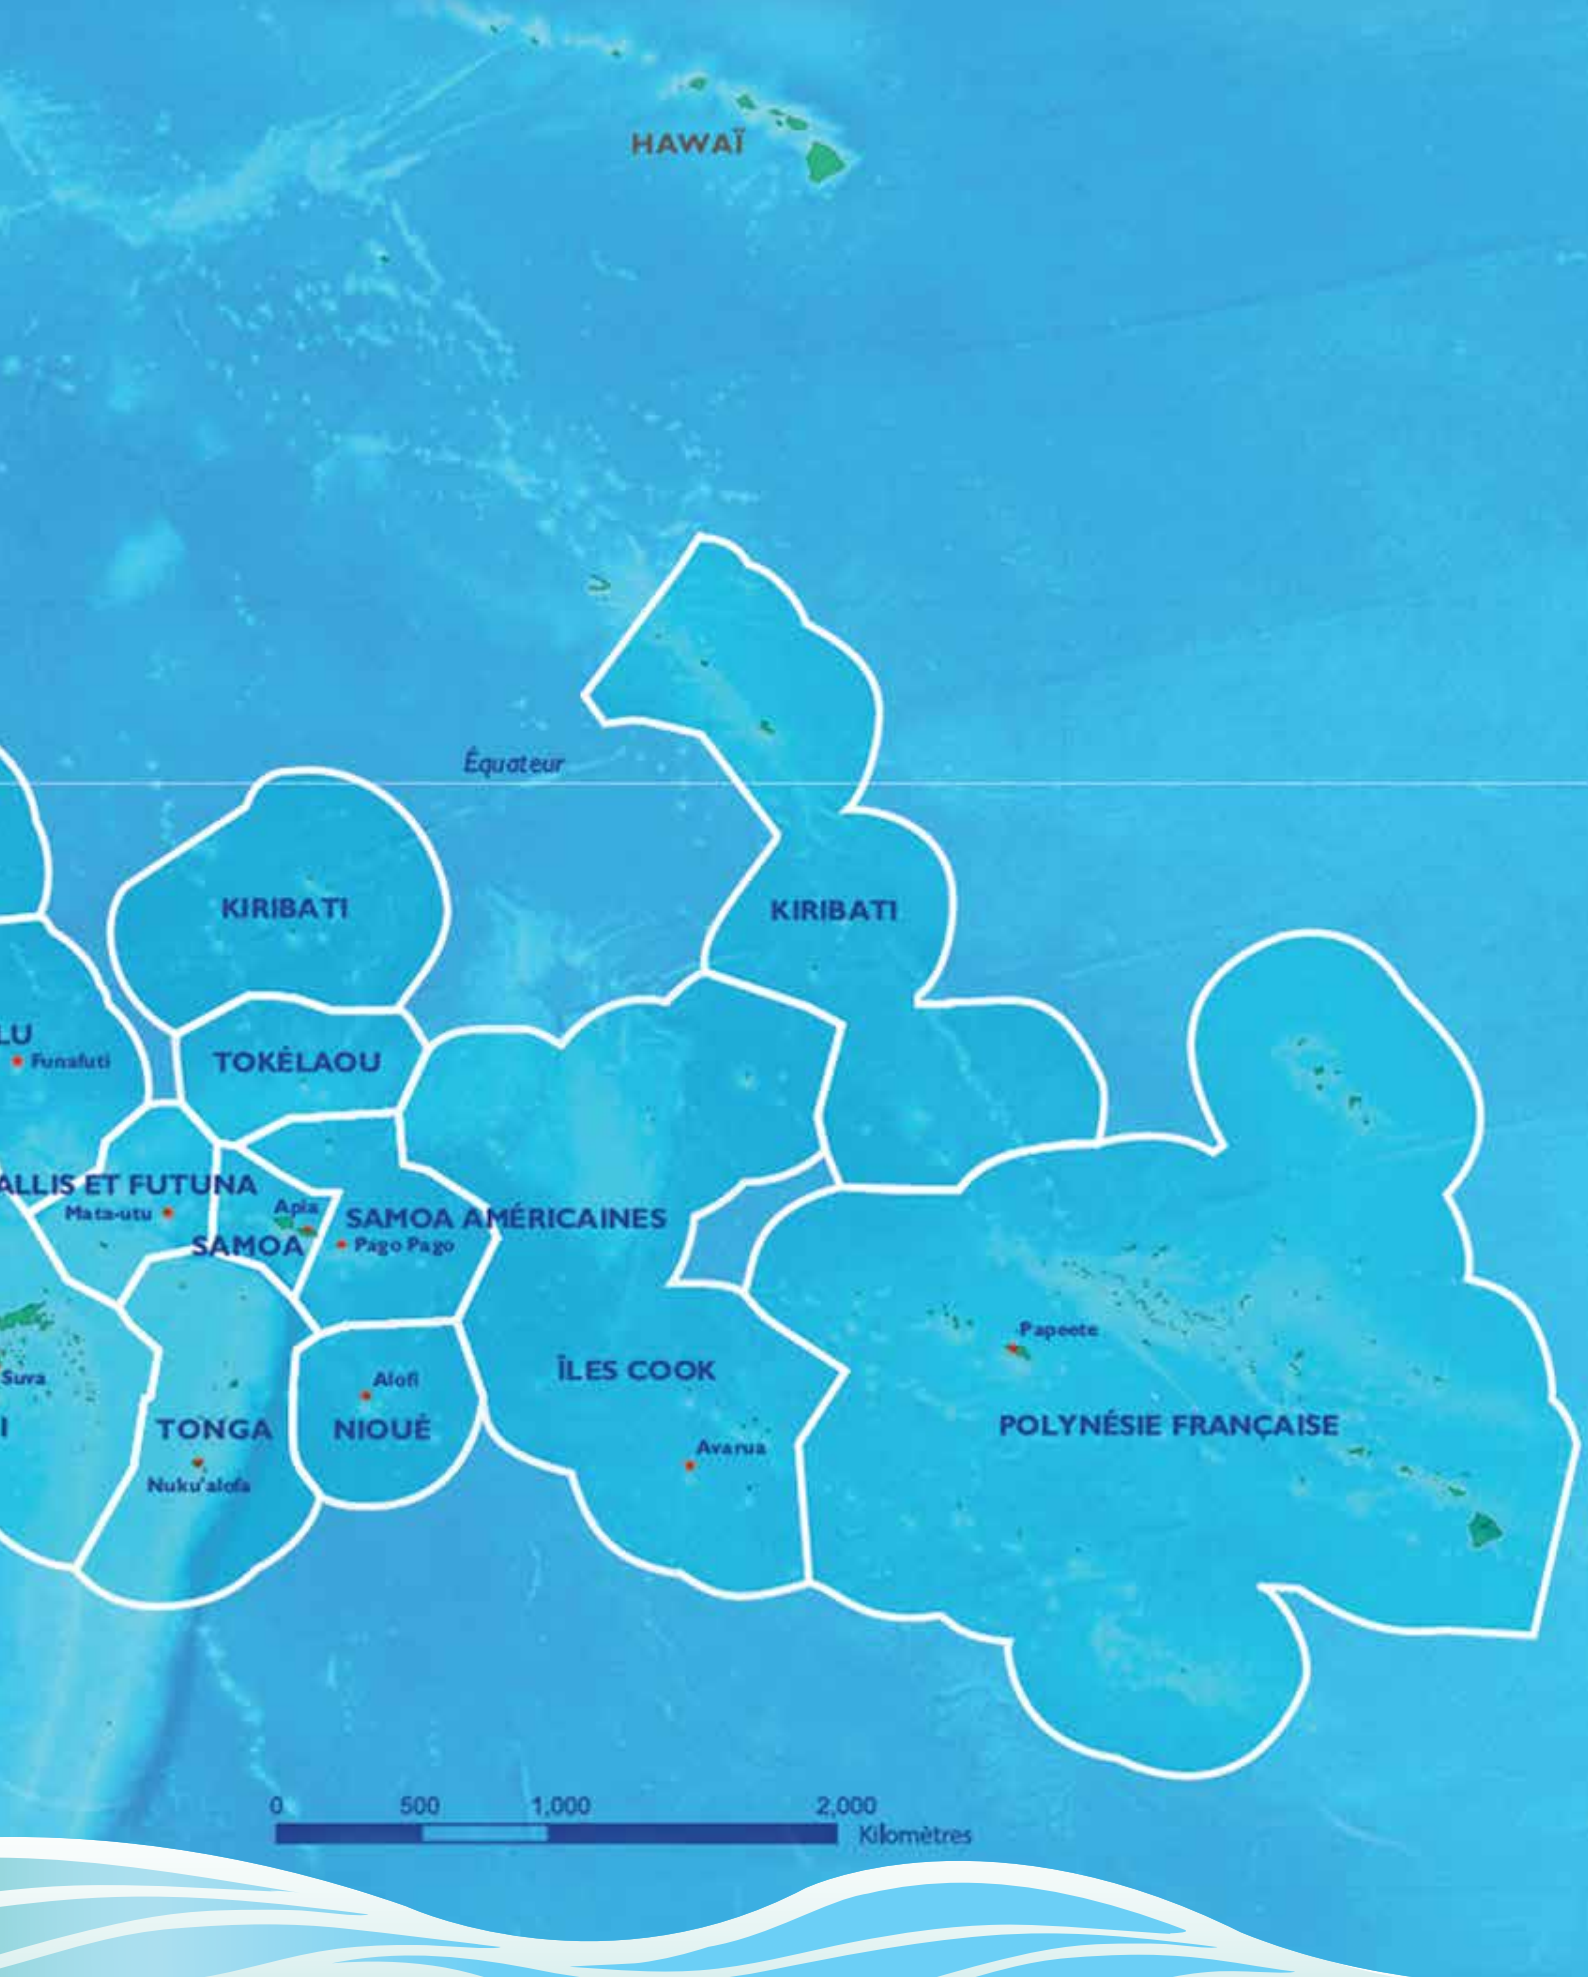 HAWAÏ
Équateur
KIRIBATI
KIRIBATI
LU
Funafuti
TOKÉLAOU
ALLIS ET FUTUNA
Mata-utu
Apia
SAMOA AMÉRICAINES
SAMOA
Pago Pago
Papeete
Suva
ÎLES COOK
Alofi
I
TONGA
NIOUÉ
POLYNÉSIE FRANÇAISE
Avarua
Nuku'alofa
0 500 1,000 2,000
Kilomètres